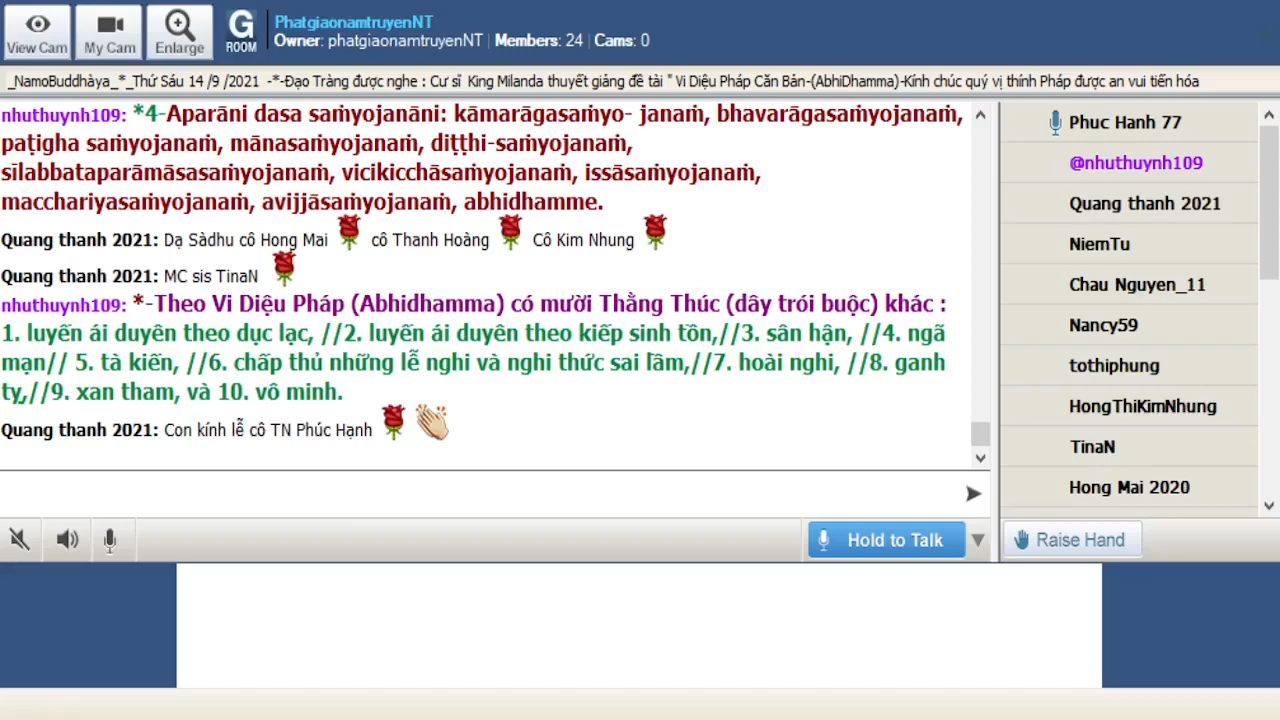 View Cam
My Cam
Enlarge
G
ROOM
PhatgiaonamtruyenNT
Owner: phatgiaonamtruyenNT | Members: 24 | Cams: 0
_NamoBuddhàya_*_Thứ Sáu 14 /9 /2021 -*-Đạo Tràng được nghe : Cư sĩ King Milanda thuyết giảng đề tài " Vi Diệu Pháp Căn Bản-(AbhiDhamma)-Kính chúc quý vị thính Pháp được an vui tiến hóa
nhuthuynh109: *4-Aparāni dasa saṁyojanāni: kāmarāgasaṁyo- janaṁ, bhavarāgasaṁyojanaṁ,
paṭigha saṁyojanaṁ, mānasaṁyojanaṁ, diṭṭhi-saṁyojanaṁ,
sīlabbataparāmāsasaṁyojanaṁ, vicikicchāsaṁyojanaṁ, issāsaṁyojanaṁ,
macchariyasaṁyojanaṁ, avijjāsaṁyojanaṁ, abhidhamme.
Quang thanh 2021: Dạ Sàdhu cô Hong Mai cô Thanh Hoàng Cô Kim Nhung
Quang thanh 2021: MC sis TinaN
nhuthuynh109: *-Theo Vi Diệu Pháp (Abhidhamma) có mười Thằng Thúc (dây trói buộc) khác :
1. luyến ái duyên theo dục lạc, //2. luyến ái duyên theo kiếp sinh tồn,//3. sân hận, //4. ngã
mạn// 5. tà kiến, //6. chấp thủ những lễ nghi và nghi thức sai lầm,//7. hoài nghi, //8. ganh
tỵ,//9. xan tham, và 10. vô minh.
Quang thanh 2021: Con kính lễ cô TN Phúc Hạnh
Phuc Hanh 77
@nhuthuynh109
Quang thanh 2021
NiemTu
Chau Nguyen_11
Nancy59
tothiphung
HongThiKimNhung
TinaN
Hong Mai 2020
Hold to Talk
Raise Hand